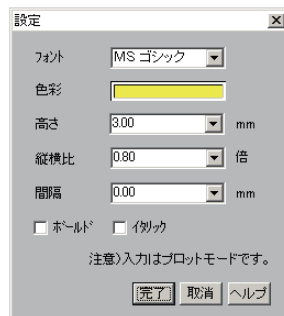 設定
フォント MS ゴシック
色彩
高さ 3.00 mm
縦横比 0.80 倍
間隔 0.00 mm
ﾎﾞｰﾙﾄﾞ ｲﾀﾘｯｸ
注意)入力はプロットモードです。
完了 取消 ヘルプ